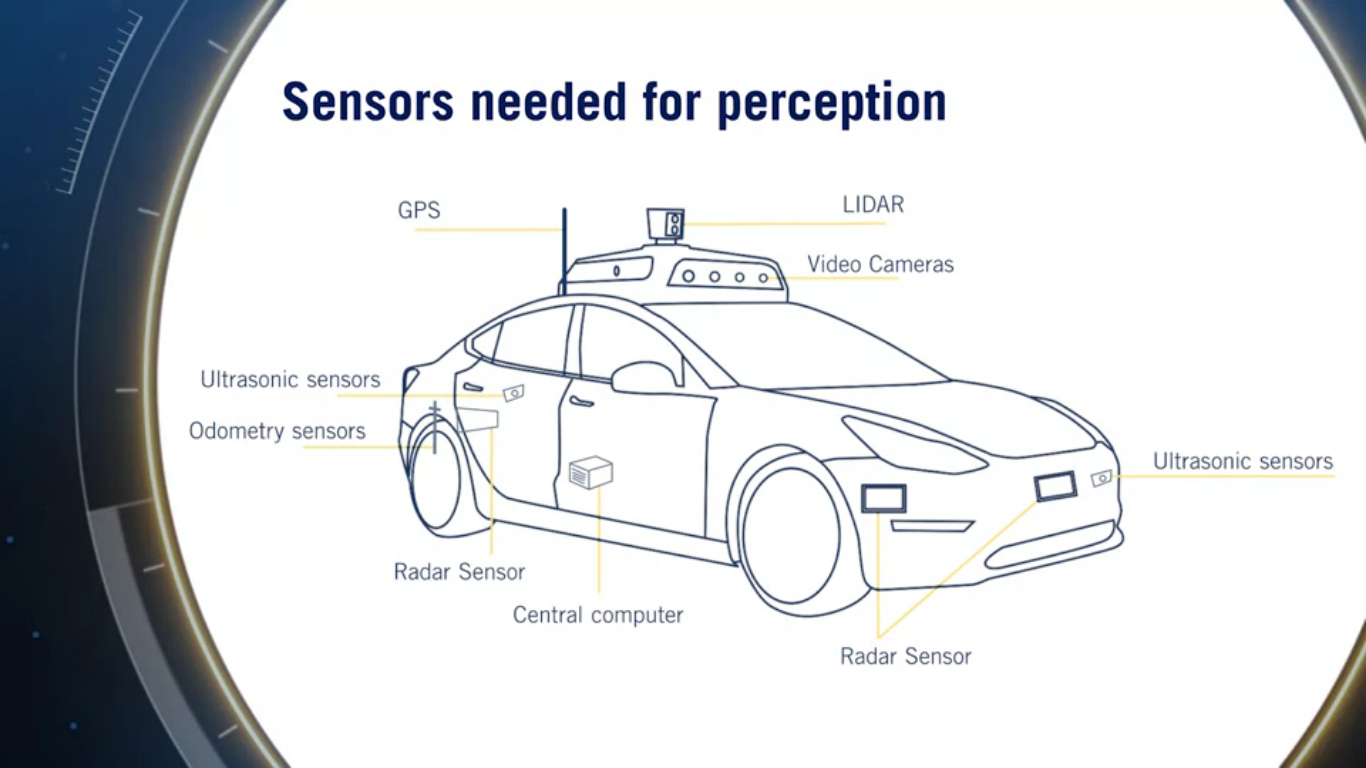 Sensors needed for perception
GPS
LIDAR
Video Cameras
Ultrasonic sensors
Odometry sensors
Ultrasonic sensors
Radar Sensor
Central computer
Radar Sensor